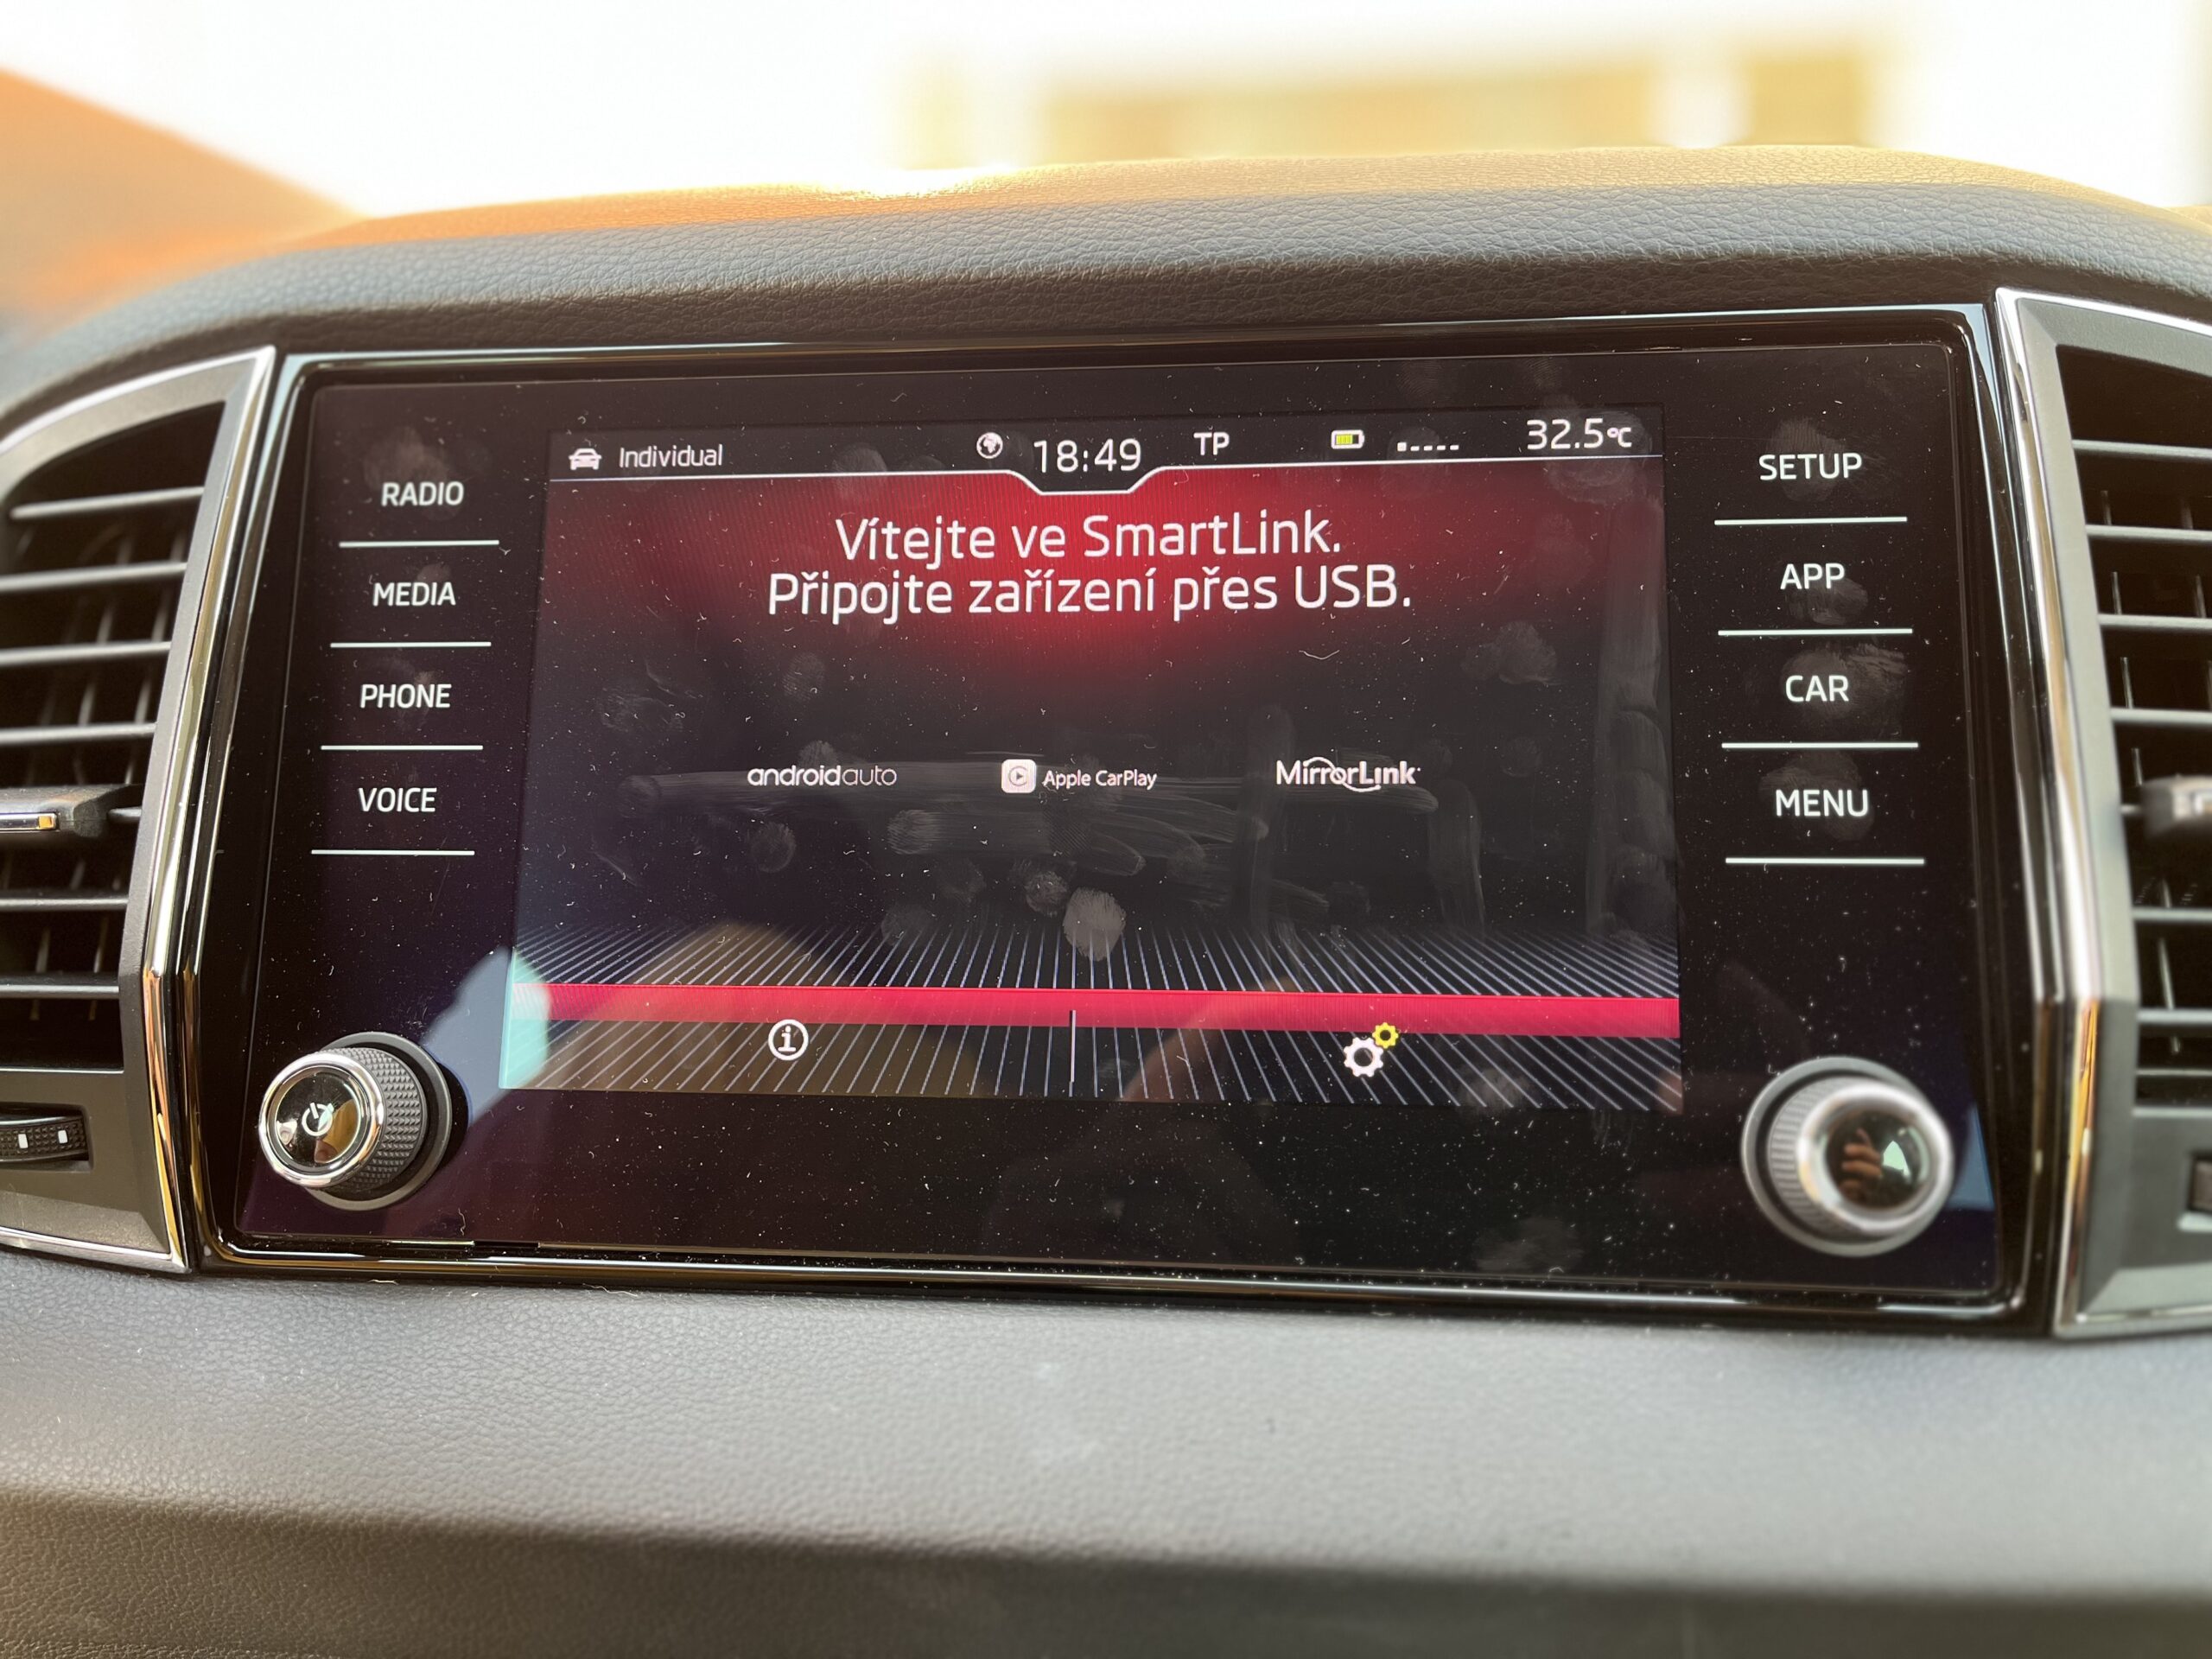 Individual 18:49 TP 32.5°C
Vítejte ve SmartLink.
Připojte zařízení přes USB.
androidauto Apple CarPlay MirrorLink
RADIO
MEDIA
PHONE
VOICE
SETUP
APP
CAR
MENU